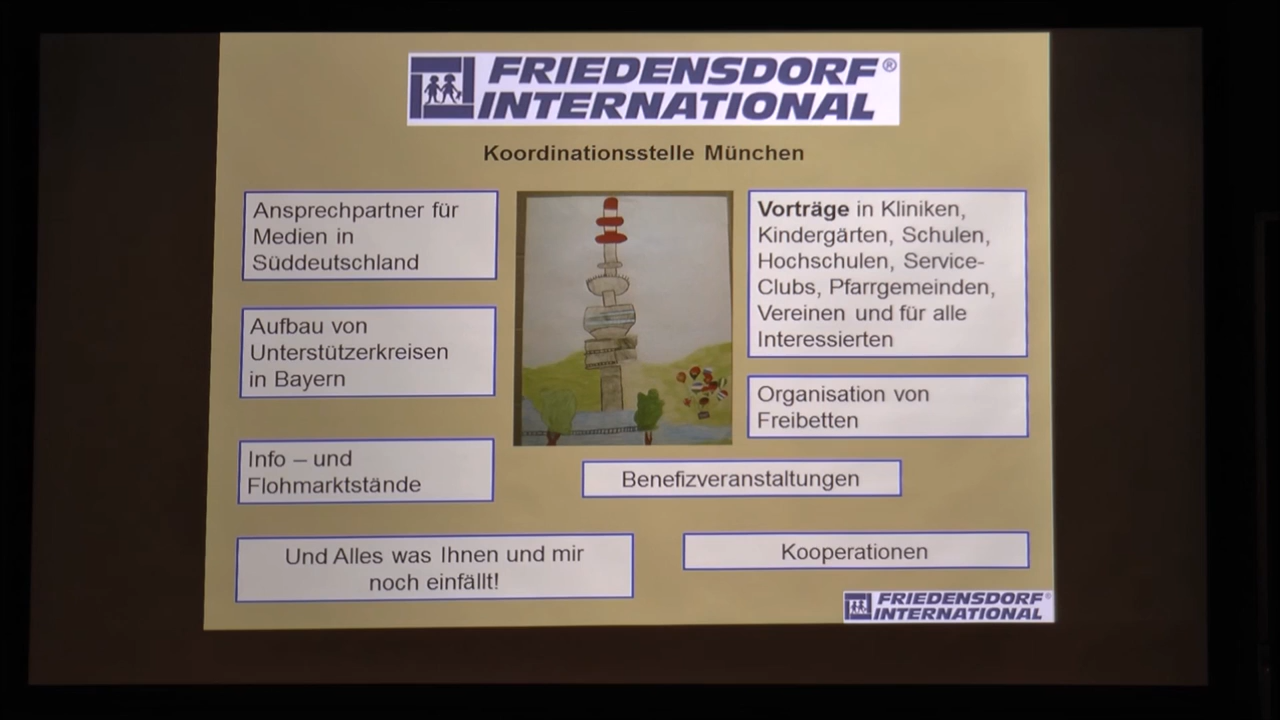 FRIEDENSDORF®
INTERNATIONAL
Koordinationsstelle München
Ansprechpartner für
Medien in
Süddeutschland
Aufbau von
Unterstützerkreisen
in Bayern
Info – und
Flohmarktstände
Vorträge in Kliniken,
Kindergärten, Schulen,
Hochschulen, Service-
Clubs, Pfarrgemeinden,
Vereinen und für alle
Interessierten
Organisation von
Freibetten
Benefizveranstaltungen
Und Alles was Ihnen und mir
noch einfällt!
Kooperationen
FRIEDENSDORF®
INTERNATIONAL